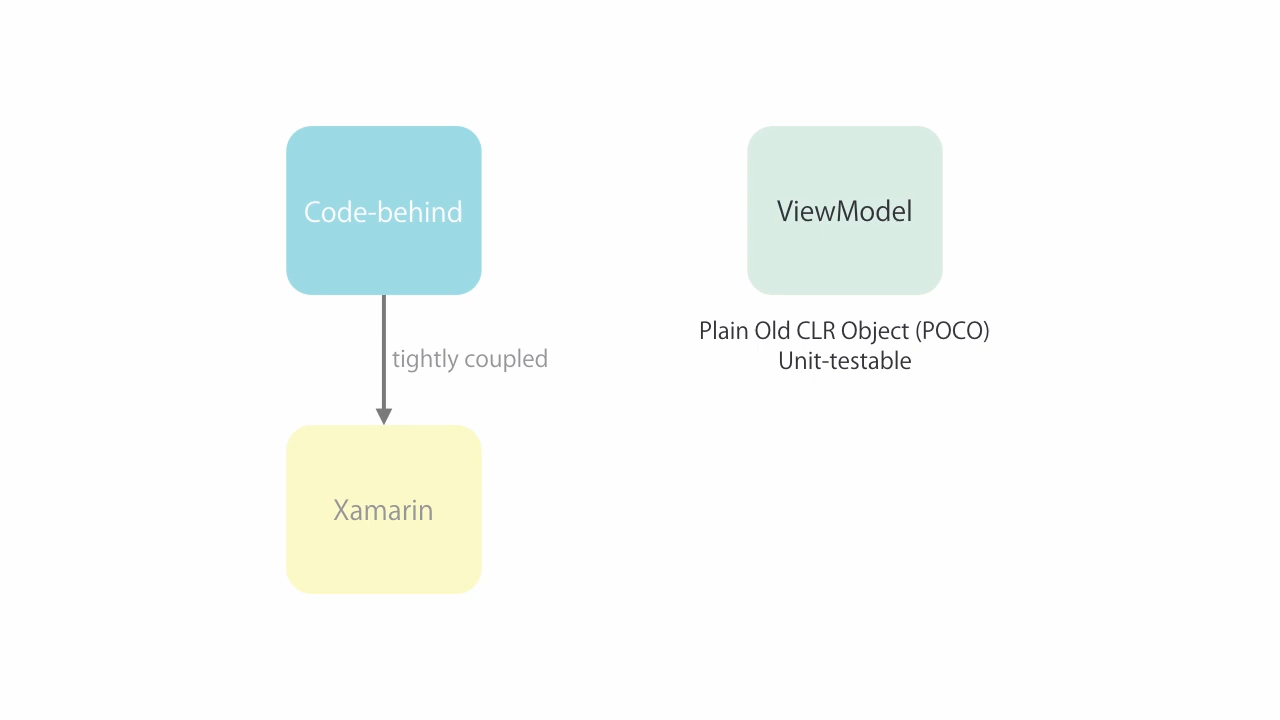 Code-behind
tightly coupled
Xamarin
ViewModel
Plain Old CLR Object (POCO)
Unit-testable